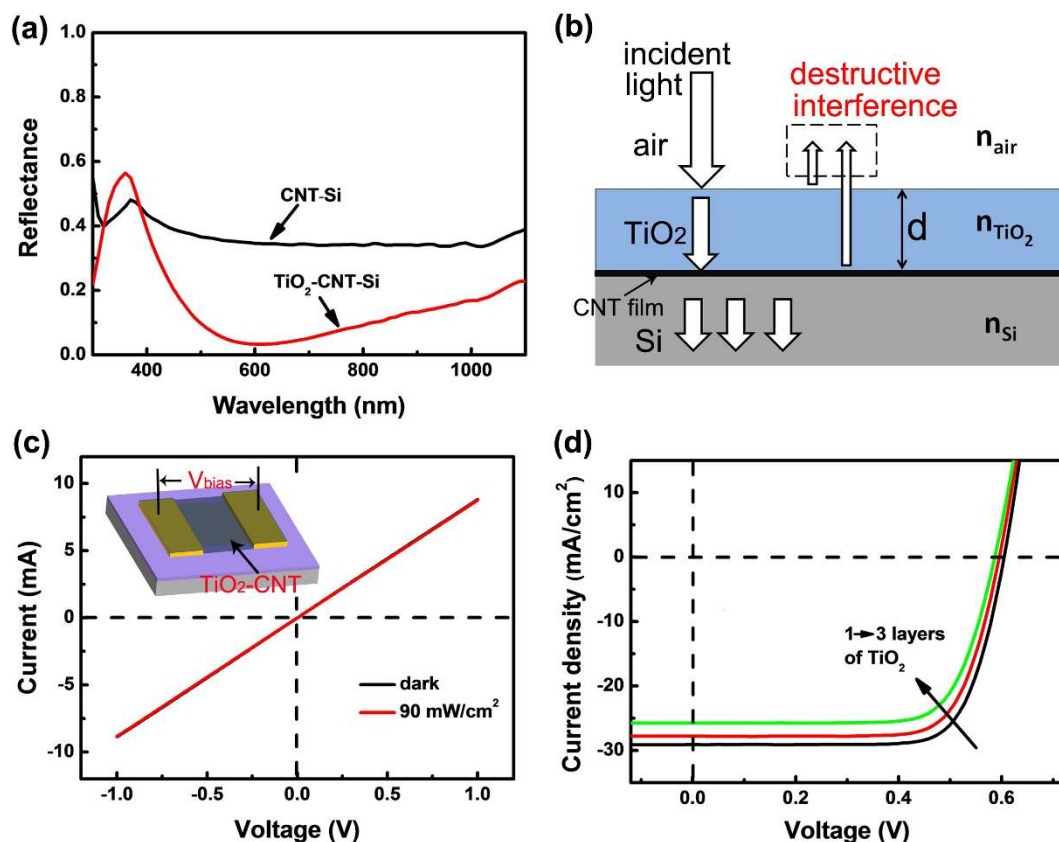 (a)
1.0
0.8
0.6
0.4
0.2
0.0
Reflectance
CNT-Si
TiO₂-CNT-Si
400
600
800
1000
Wavelength (nm)
(b)
incident
light
air
destructive
interference
n_air
TiO₂
d
n_TiO₂
CNT film
Si
n_Si
(c)
10
5
0
-5
-10
Current (mA)
V_bias
TiO₂-CNT
dark
90 mW/cm²
-1.0
-0.5
0.0
0.5
1.0
Voltage (V)
(d)
10
0
-10
-20
-30
Current density (mA/cm²)
1→3 layers
of TiO₂
0.0
0.2
0.4
0.6
Voltage (V)